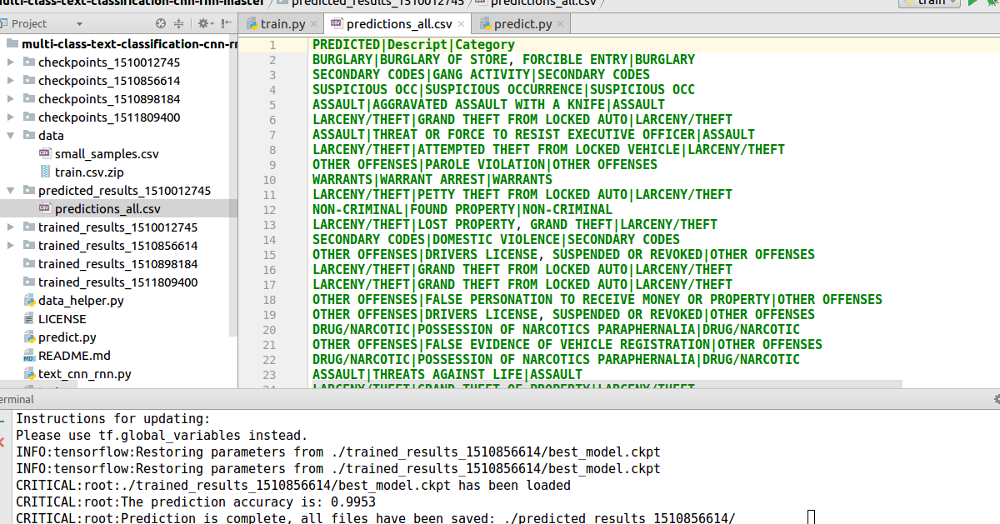 multi-class-text-classification-cnn-rnn-master predicted_results_1510012745 predictions_all.csv train
Project
train.py predictions_all.csv predict.py
multi-class-text-classification-cnn-rn
checkpoints_1510012745
checkpoints_1510856614
checkpoints_1510898184
checkpoints_1511809400
data
small_samples.csv
train.csv.zip
predicted_results_1510012745
predictions_all.csv
trained_results_1510012745
trained_results_1510856614
trained_results_1510898184
trained_results_1511809400
data_helper.py
LICENSE
predict.py
README.md
text_cnn_rnn.py
1 PREDICTED|Descript|Category
2 BURGLARY|BURGLARY OF STORE, FORCIBLE ENTRY|BURGLARY
3 SECONDARY CODES|GANG ACTIVITY|SECONDARY CODES
4 SUSPICIOUS OCC|SUSPICIOUS OCCURRENCE|SUSPICIOUS OCC
5 ASSAULT|AGGRAVATED ASSAULT WITH A KNIFE|ASSAULT
6 LARCENY/THEFT|GRAND THEFT FROM LOCKED AUTO|LARCENY/THEFT
7 ASSAULT|THREAT OR FORCE TO RESIST EXECUTIVE OFFICER|ASSAULT
8 LARCENY/THEFT|ATTEMPTED THEFT FROM LOCKED VEHICLE|LARCENY/THEFT
9 OTHER OFFENSES|PAROLE VIOLATION|OTHER OFFENSES
10 WARRANTS|WARRANT ARREST|WARRANTS
11 LARCENY/THEFT|PETTY THEFT FROM LOCKED AUTO|LARCENY/THEFT
12 NON-CRIMINAL|FOUND PROPERTY|NON-CRIMINAL
13 LARCENY/THEFT|LOST PROPERTY, GRAND THEFT|LARCENY/THEFT
14 SECONDARY CODES|DOMESTIC VIOLENCE|SECONDARY CODES
15 OTHER OFFENSES|DRIVERS LICENSE, SUSPENDED OR REVOKED|OTHER OFFENSES
16 LARCENY/THEFT|GRAND THEFT FROM LOCKED AUTO|LARCENY/THEFT
17 LARCENY/THEFT|GRAND THEFT FROM LOCKED AUTO|LARCENY/THEFT
18 OTHER OFFENSES|FALSE PERSONATION TO RECEIVE MONEY OR PROPERTY|OTHER OFFENSES
19 OTHER OFFENSES|DRIVERS LICENSE, SUSPENDED OR REVOKED|OTHER OFFENSES
20 DRUG/NARCOTIC|POSSESSION OF NARCOTICS PARAPHERNALIA|DRUG/NARCOTIC
21 OTHER OFFENSES|FALSE EVIDENCE OF VEHICLE REGISTRATION|OTHER OFFENSES
22 DRUG/NARCOTIC|POSSESSION OF NARCOTICS PARAPHERNALIA|DRUG/NARCOTIC
23 ASSAULT|THREATS AGAINST LIFE|ASSAULT
24 LARCENY/THEFT|GRAND THEFT OF PROPERTY|LARCENY/THEFT
erminal
Instructions for updating:
Please use tf.global_variables instead.
INFO:tensorflow:Restoring parameters from ./trained_results_1510856614/best_model.ckpt
INFO:tensorflow:Restoring parameters from ./trained_results_1510856614/best_model.ckpt
CRITICAL:root:./trained_results_1510856614/best_model.ckpt has been loaded
CRITICAL:root:The prediction accuracy is: 0.9953
CRITICAL:root:Prediction is complete, all files have been saved: ./predicted_results_1510856614/